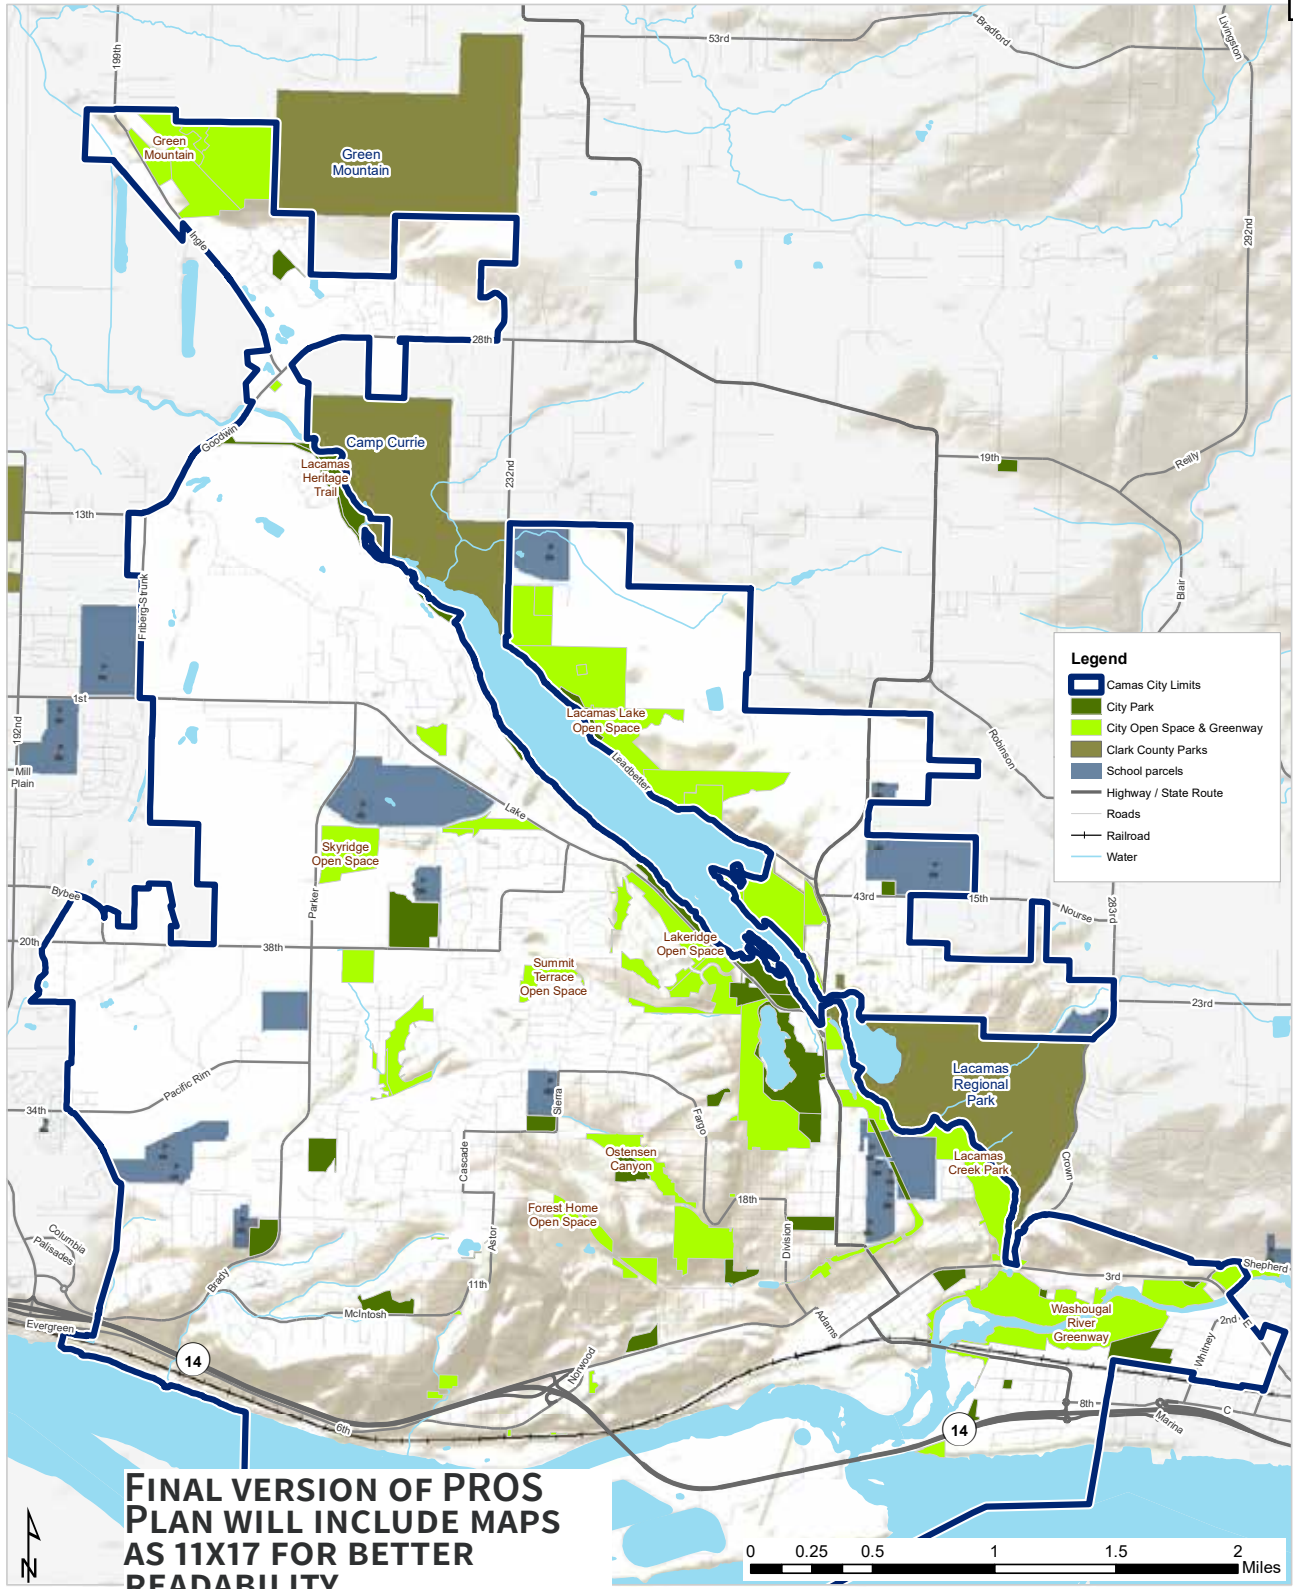 53rd
Bradford
Livingston
199th
Green
Mountain
Green
Mountain
292nd
Ingle
28th
Goodwin
Camp Currie
Lacamas
Heritage
Trail
232nd
19th
Reilly
13th
Friberg-Strunk
Blair
Legend
Camas City Limits
City Park
City Open Space & Greenway
Clark County Parks
School parcels
Highway / State Route
Roads
Railroad
Water
1st
192nd
Mill
Plain
Lacamas Lake
Open Space
Leadbetter
Robinson
Lake
Skyridge
Open Space
Parker
Bybee
43rd
15th
Nourse
283rd
20th
38th
Lakeridge
Open Space
Summit
Terrace
Open Space
23rd
Pacific Rim
Lacamas
Regional
Park
34th
Sierra
Fargo
Cascade
Ostensen
Canyon
Lacamas
Creek Park
Crown
18th
Forest Home
Open Space
Astor
Division
Columbia
Palisades
Brady
11th
3rd
Shepherd
McIntosh
Adams
Washougal
River
Greenway
2nd
E
Whitney
Evergreen
14
Norwood
6th
8th
C
Marina
14
FINAL VERSION OF PROS
PLAN WILL INCLUDE MAPS
AS 11X17 FOR BETTER
READABILITY
N
0 0.25 0.5 1 1.5 2
Miles